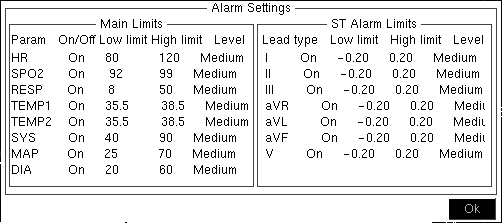 Alarm Settings
Main Limits
Param On/Off Low limit High limit Level
HR On 80 120 Medium
SPO2 On 92 99 Medium
RESP On 8 50 Medium
TEMP1 On 35.5 38.5 Medium
TEMP2 On 35.5 38.5 Medium
SYS On 40 90 Medium
MAP On 25 70 Medium
DIA On 20 60 Medium
ST Alarm Limits
Lead type Low limit High limit Level
I On -0.20 0.20 Medium
II On -0.20 0.20 Medium
III On -0.20 0.20 Medium
aVR On -0.20 0.20 Medium
aVL On -0.20 0.20 Medium
aVF On -0.20 0.20 Medium
V On -0.20 0.20 Medium
Ok